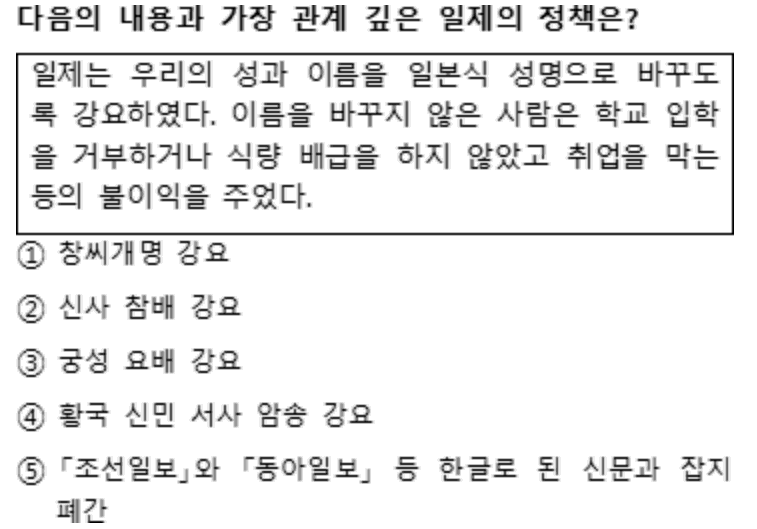 다음의 내용과 가장 관계 깊은 일제의 정책은?
일제는 우리의 성과 이름을 일본식 성명으로 바꾸도
록 강요하였다. 이름을 바꾸지 않은 사람은 학교 입학
을 거부하거나 식량 배급을 하지 않았고 취업을 막는
등의 불이익을 주었다.
① 창씨개명 강요
② 신사 참배 강요
③ 궁성 요배 강요
④ 황국 신민 서사 암송 강요
⑤ ｢조선일보｣와 ｢동아일보｣ 등 한글로 된 신문과 잡지
폐간